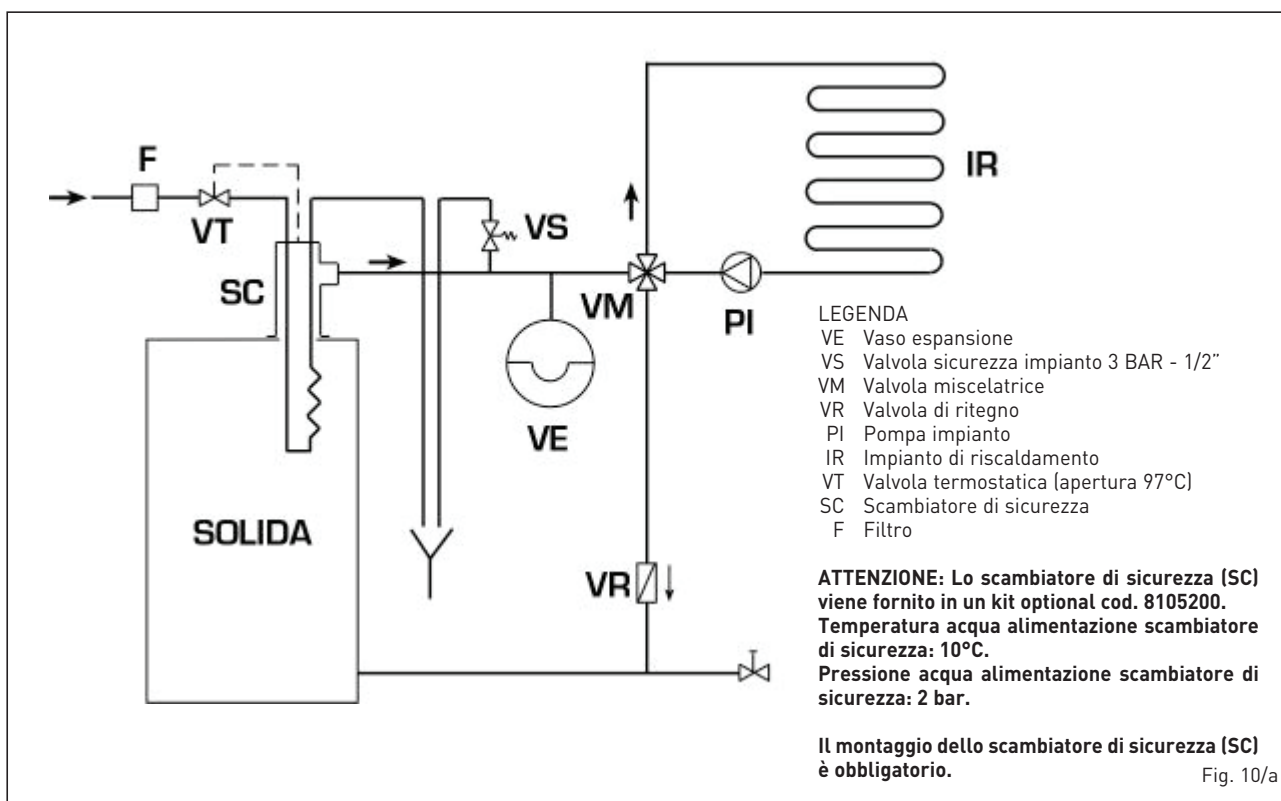 F
VT
SC
VS
VM
PI
IR
VE
VR
SOLIDA
LEGENDA
VE Vaso espansione
VS Valvola sicurezza impianto 3 BAR - 1/2”
VM Valvola miscelatrice
VR Valvola di ritegno
PI Pompa impianto
IR Impianto di riscaldamento
VT Valvola termostatica (apertura 97°C)
SC Scambiatore di sicurezza
F Filtro
ATTENZIONE: Lo scambiatore di sicurezza (SC)
viene fornito in un kit optional cod. 8105200.
Temperatura acqua alimentazione scambiatore
di sicurezza: 10°C.
Pressione acqua alimentazione scambiatore di
sicurezza: 2 bar.
Il montaggio dello scambiatore di sicurezza (SC)
è obbligatorio.
Fig. 10/a